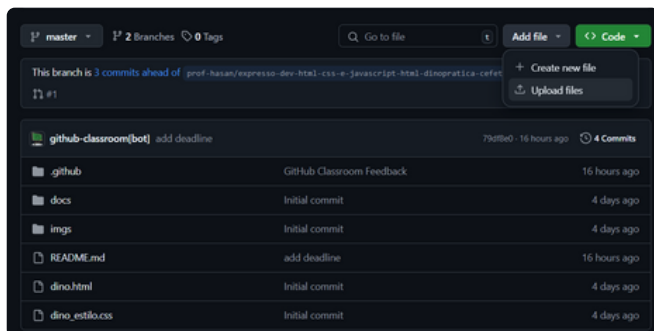 master 2 Branches 0 Tags Go to file t Add file Code
Create new file
This branch is 3 commits ahead of prof-hasan/expresso-dev-html-css-e-javascript-html-dinopratica-cefet
#1
Upload files
github-classroom[bot] add deadline 79df8e0 · 16 hours ago 4 Commits
.github GitHub Classroom Feedback 16 hours ago
docs Initial commit 4 days ago
imgs Initial commit 4 days ago
README.md add deadline 16 hours ago
dino.html Initial commit 4 days ago
dino_estilo.css Initial commit 4 days ago